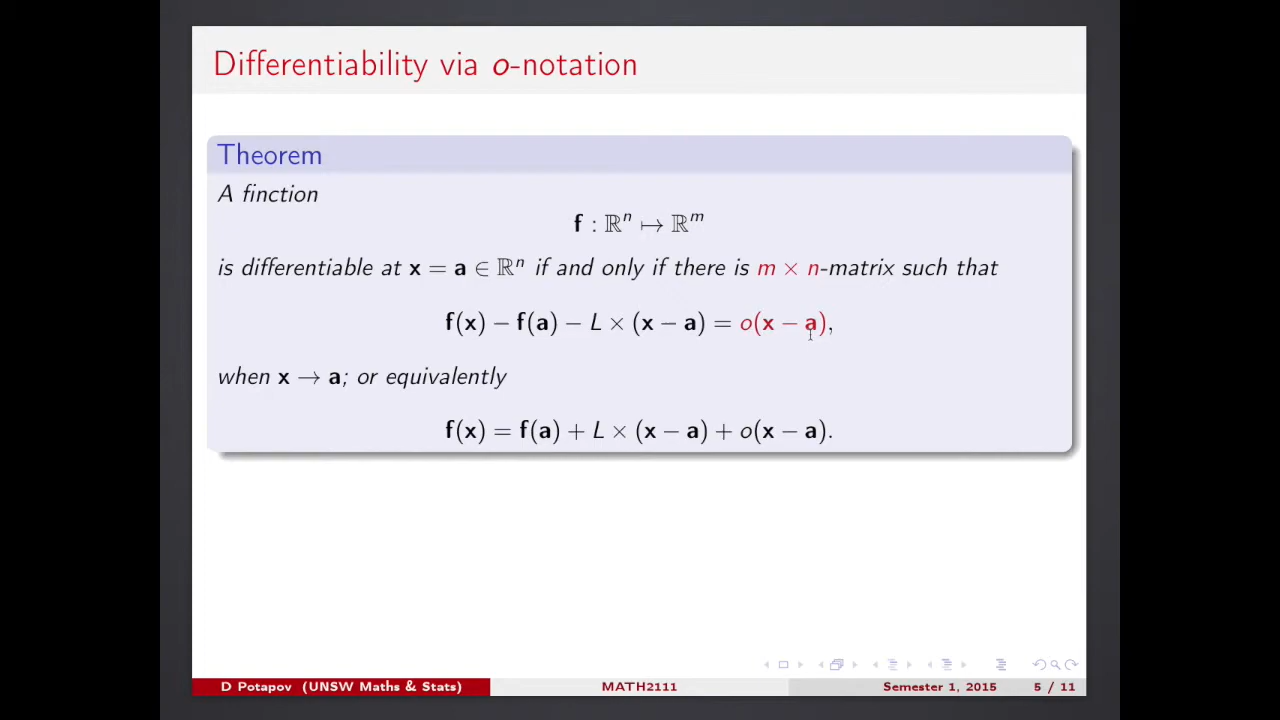 Differentiability via o-notation
Theorem
A finction
f : ℝⁿ ↦ ℝᵐ
is differentiable at x = a ∈ ℝⁿ if and only if there is m × n-matrix such that
f(x) − f(a) − L × (x − a) = o(x − a),
when x → a; or equivalently
f(x) = f(a) + L × (x − a) + o(x − a).
D Potapov (UNSW Maths & Stats) MATH2111 Semester 1, 2015 5 / 11